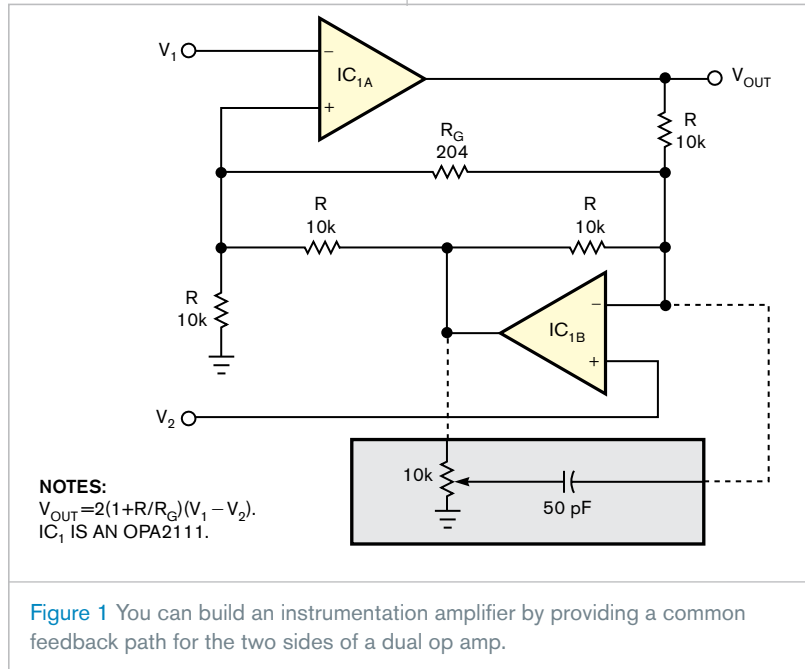 V1
−
IC1A
+
VOUT
R
10k
RG
204
R
10k
R
10k
R
10k
−
IC1B
+
V2
10k
50 pF
NOTES:
VOUT=2(1+R/RG)(V1−V2).
IC1 IS AN OPA2111.
Figure 1 You can build an instrumentation amplifier by providing a common
feedback path for the two sides of a dual op amp.